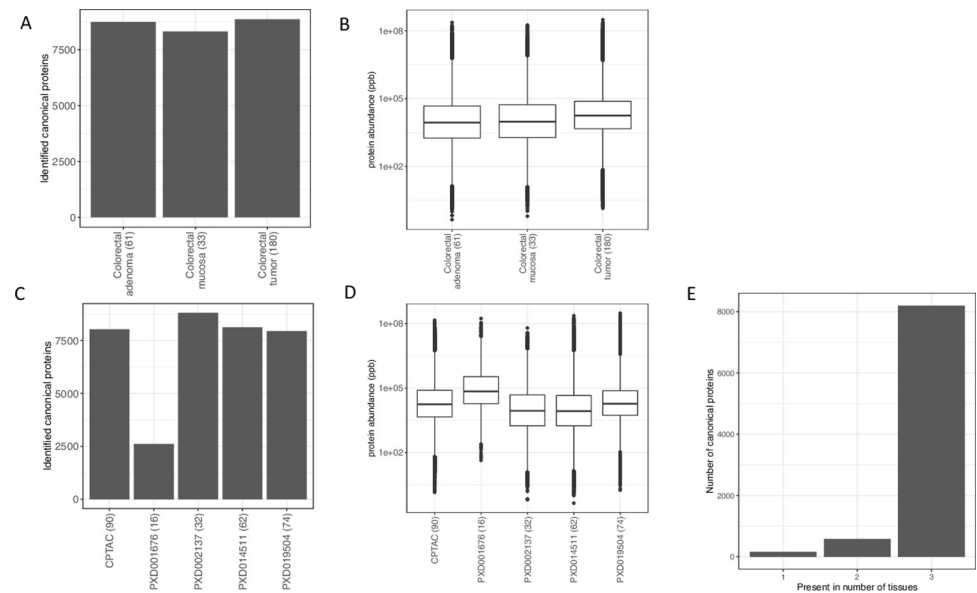 A
Identified canonical proteins
7500
5000
2500
0
Colorectal
adenoma (61)
Colorectal
mucosa (33)
Colorectal
tumor (180)
B
protein abundance (ppb)
1e+08
1e+05
1e+02
Colorectal
adenoma (61)
Colorectal
mucosa (33)
Colorectal
tumor (180)
C
Identified canonical proteins
7500
5000
2500
0
CPTAC (90)
PXD001676 (16)
PXD002137 (32)
PXD014511 (62)
PXD019504 (74)
D
protein abundance (ppb)
1e+08
1e+05
1e+02
CPTAC (90)
PXD001676 (16)
PXD002137 (32)
PXD014511 (62)
PXD019504 (74)
E
Number of canonical proteins
8000
6000
4000
2000
0
1
2
3
Present in number of tissues